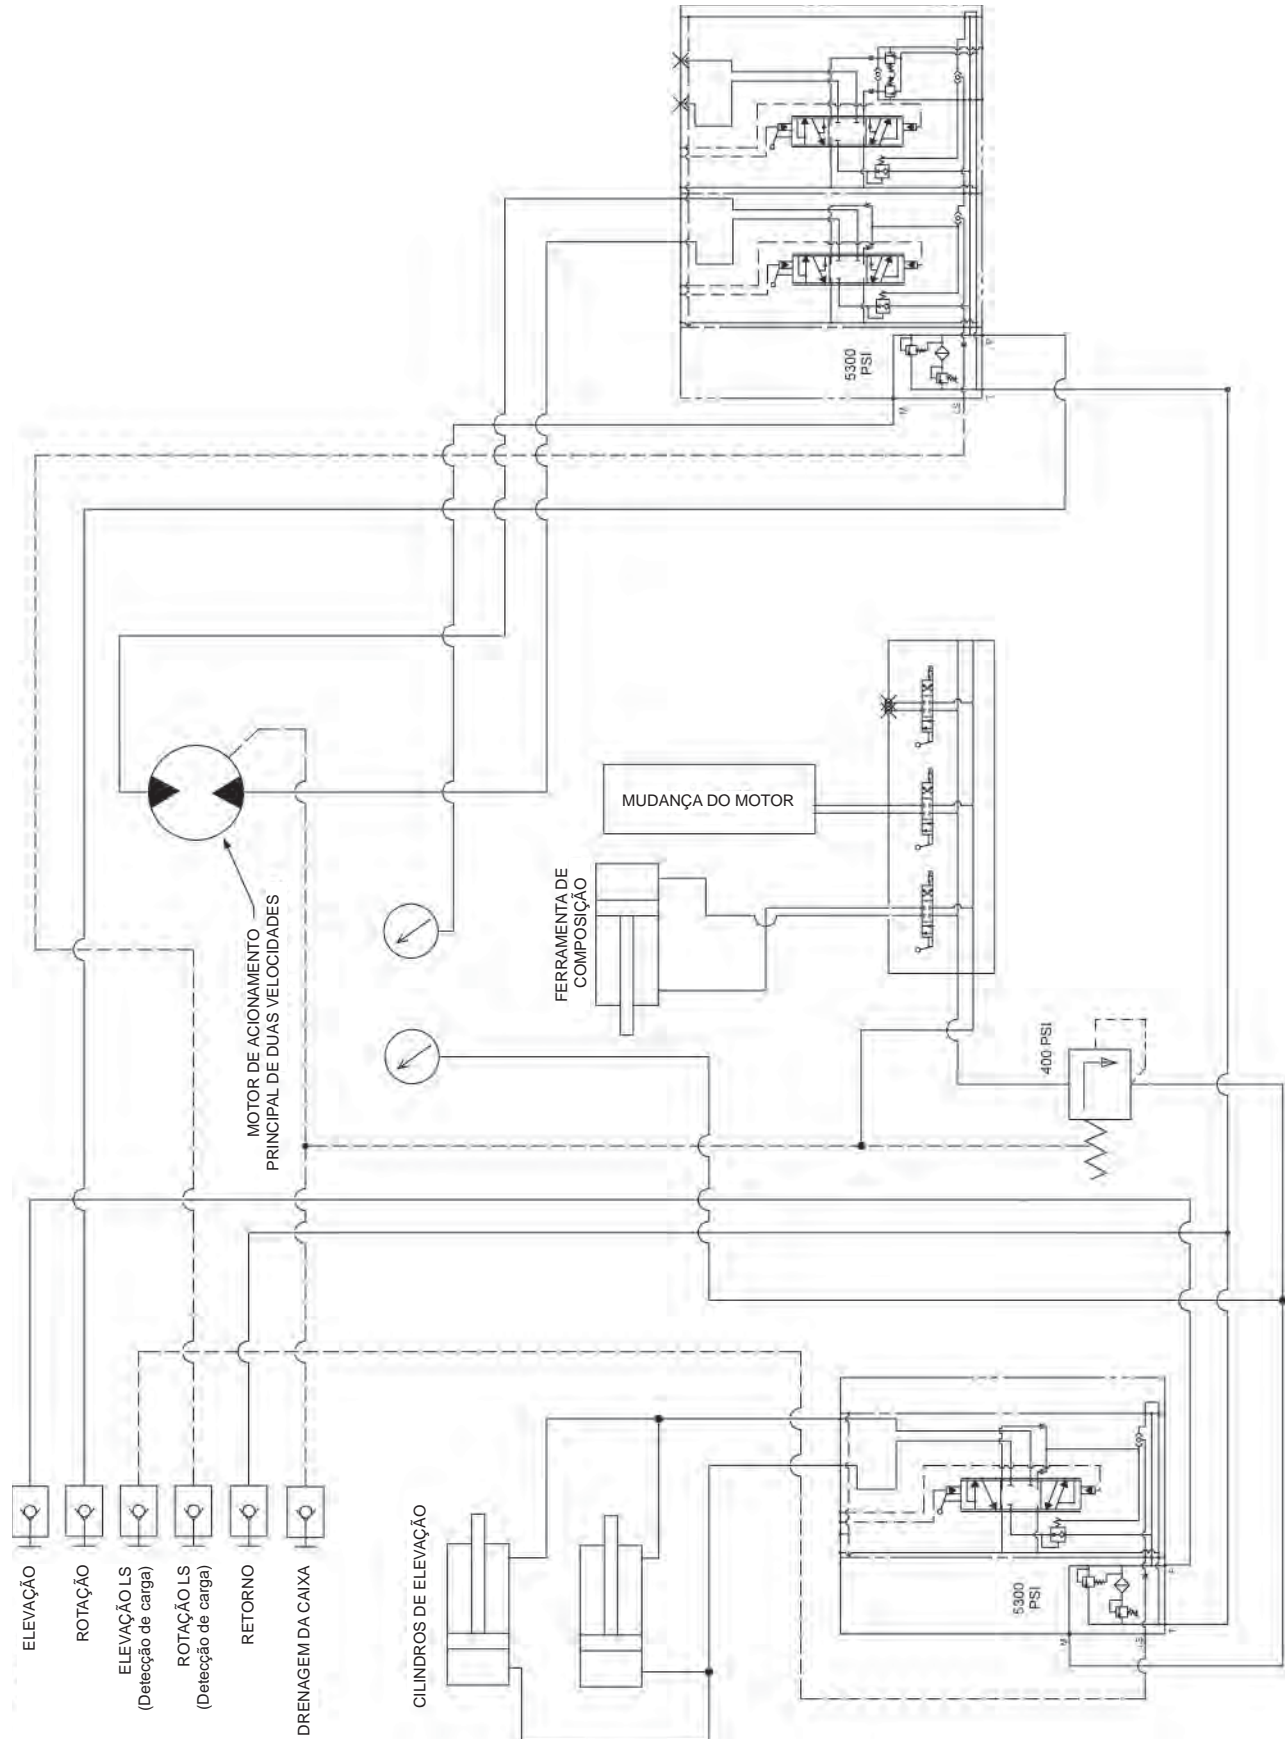 5300
PSI
M
LS
T
P
MUDANÇA DO MOTOR
FERRAMENTA DE
COMPOSIÇÃO
MOTOR DE ACIONAMENTO
PRINCIPAL DE DUAS VELOCIDADES
400 PSI
ELEVAÇÃO
ROTAÇÃO
ELEVAÇÃO LS
(Detecção de carga)
ROTAÇÃO LS
(Detecção de carga)
RETORNO
DRENAGEM DA CAIXA
CILINDROS DE ELEVAÇÃO
5300
PSI
M
LS
T
P